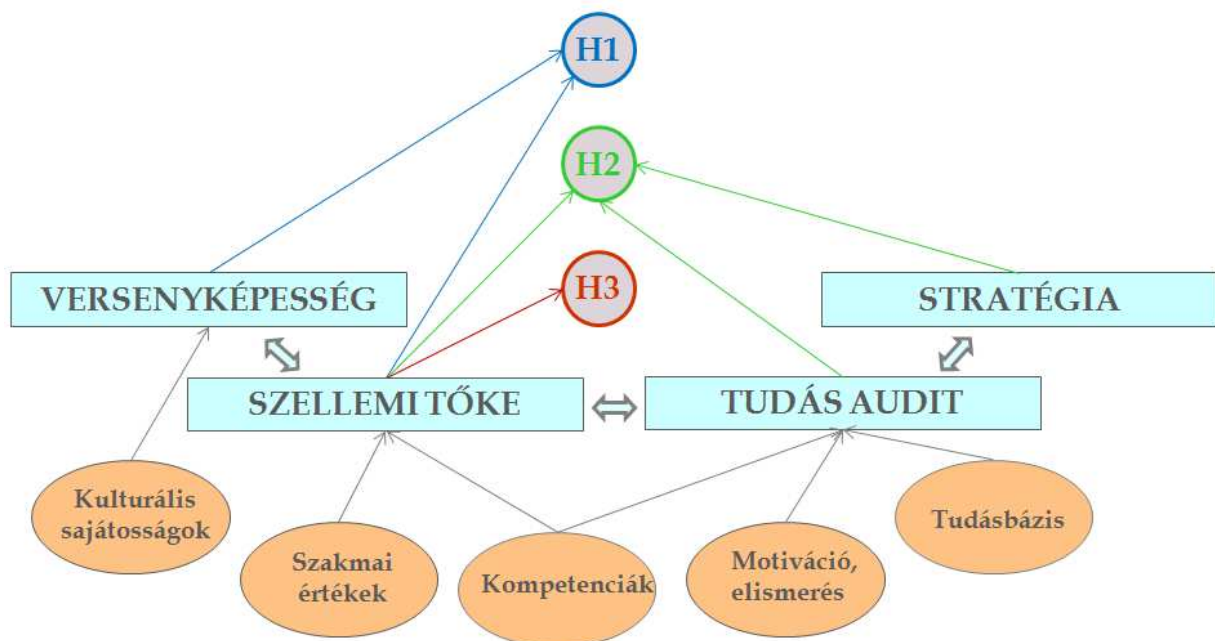 H1
H2
H3
VERSENYKÉPESSÉG
STRATÉGIA
SZELLEMI TŐKE
TUDÁS AUDIT
Kulturális
sajátosságok
Szakmai
értékek
Kompetenciák
Motiváció,
elismerés
Tudásbázis